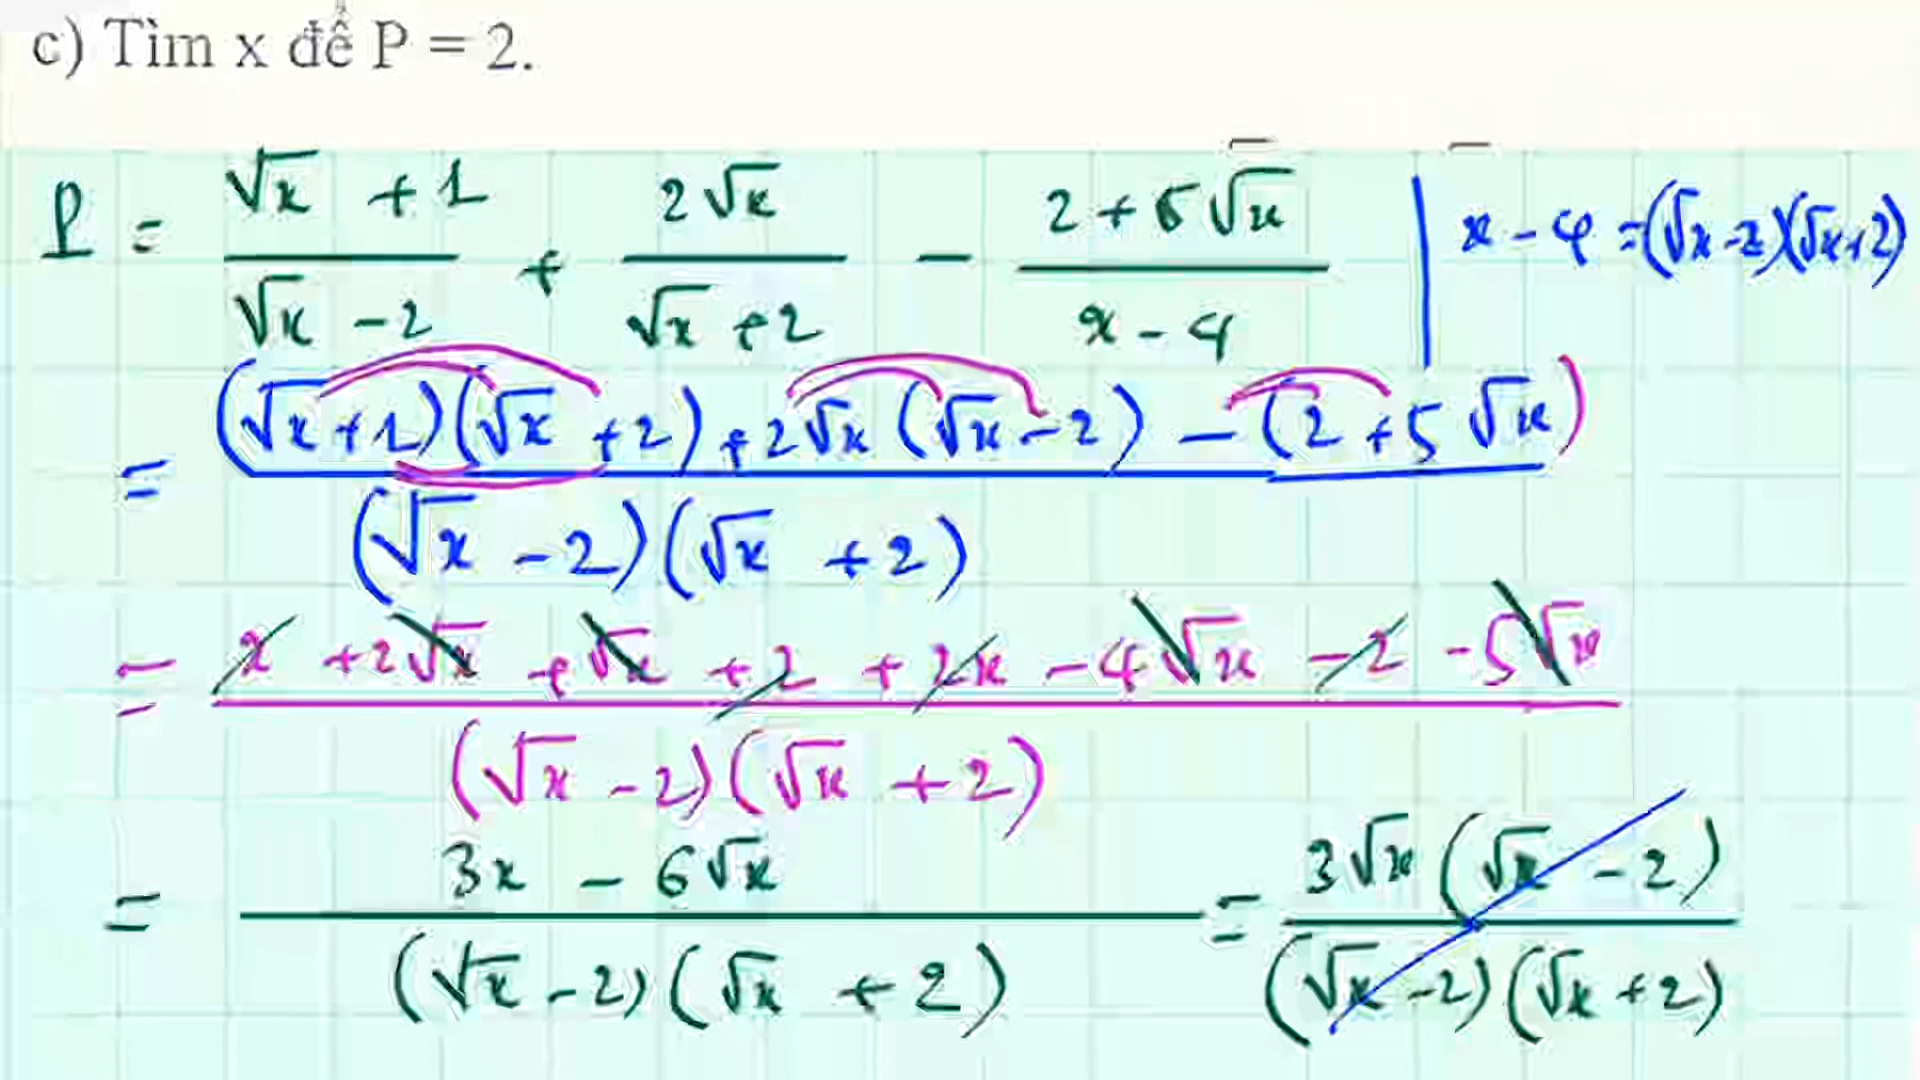 c) Tìm x để P = 2.
P = (√x + 1)/(√x - 2) + 2√x/(√x + 2) - (2 + 5√x)/(x - 4) | x - 4 = (√x - 2)(√x + 2)
= ((√x + 1)(√x + 2) + 2√x(√x - 2) - (2 + 5√x))/((√x - 2)(√x + 2))
= (x + 2√x + √x + 2 + 2x - 4√x - 2 - 5√x)/((√x - 2)(√x + 2))
= (3x - 6√x)/((√x - 2)(√x + 2)) = 3√x(√x - 2)/((√x - 2)(√x + 2))